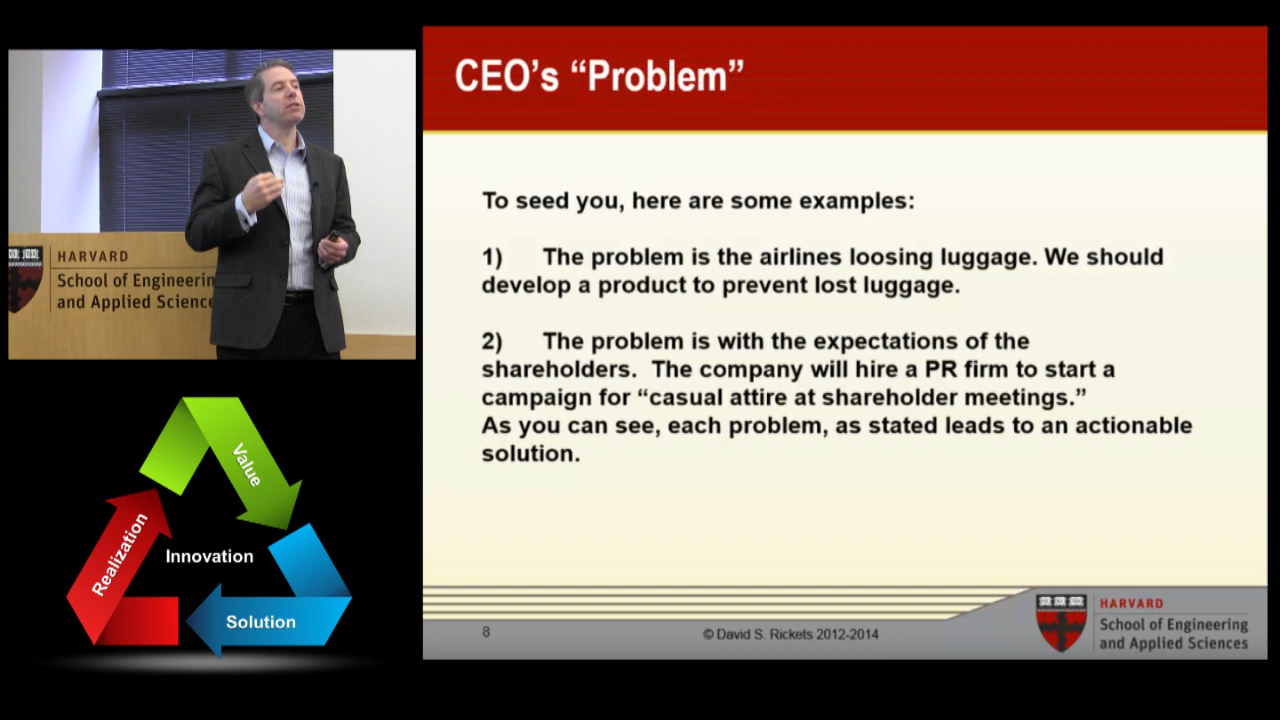 CEO's “Problem”
To seed you, here are some examples:
1) The problem is the airlines loosing luggage. We should
develop a product to prevent lost luggage.
2) The problem is with the expectations of the
shareholders. The company will hire a PR firm to start a
campaign for “casual attire at shareholder meetings.”
As you can see, each problem, as stated leads to an actionable
solution.
8
© David S. Rickets 2012-2014
HARVARD
School of Engineering
and Applied Sciences
HARVARD
School of Engineerin
and Applied Science
Value
Realization
Innovation
Solution